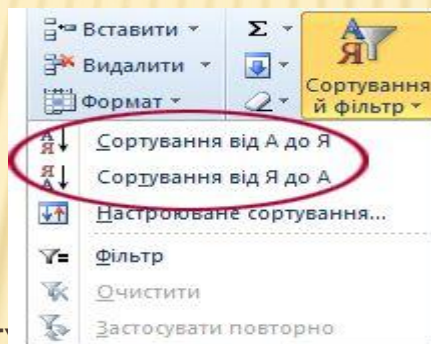 Вставити
Видалити
Формат
Σ
Сортування
й фільтр
Сортування від А до Я
Сортування від Я до А
Настроюване сортування...
Фільтр
Очистити
Застосувати повторно